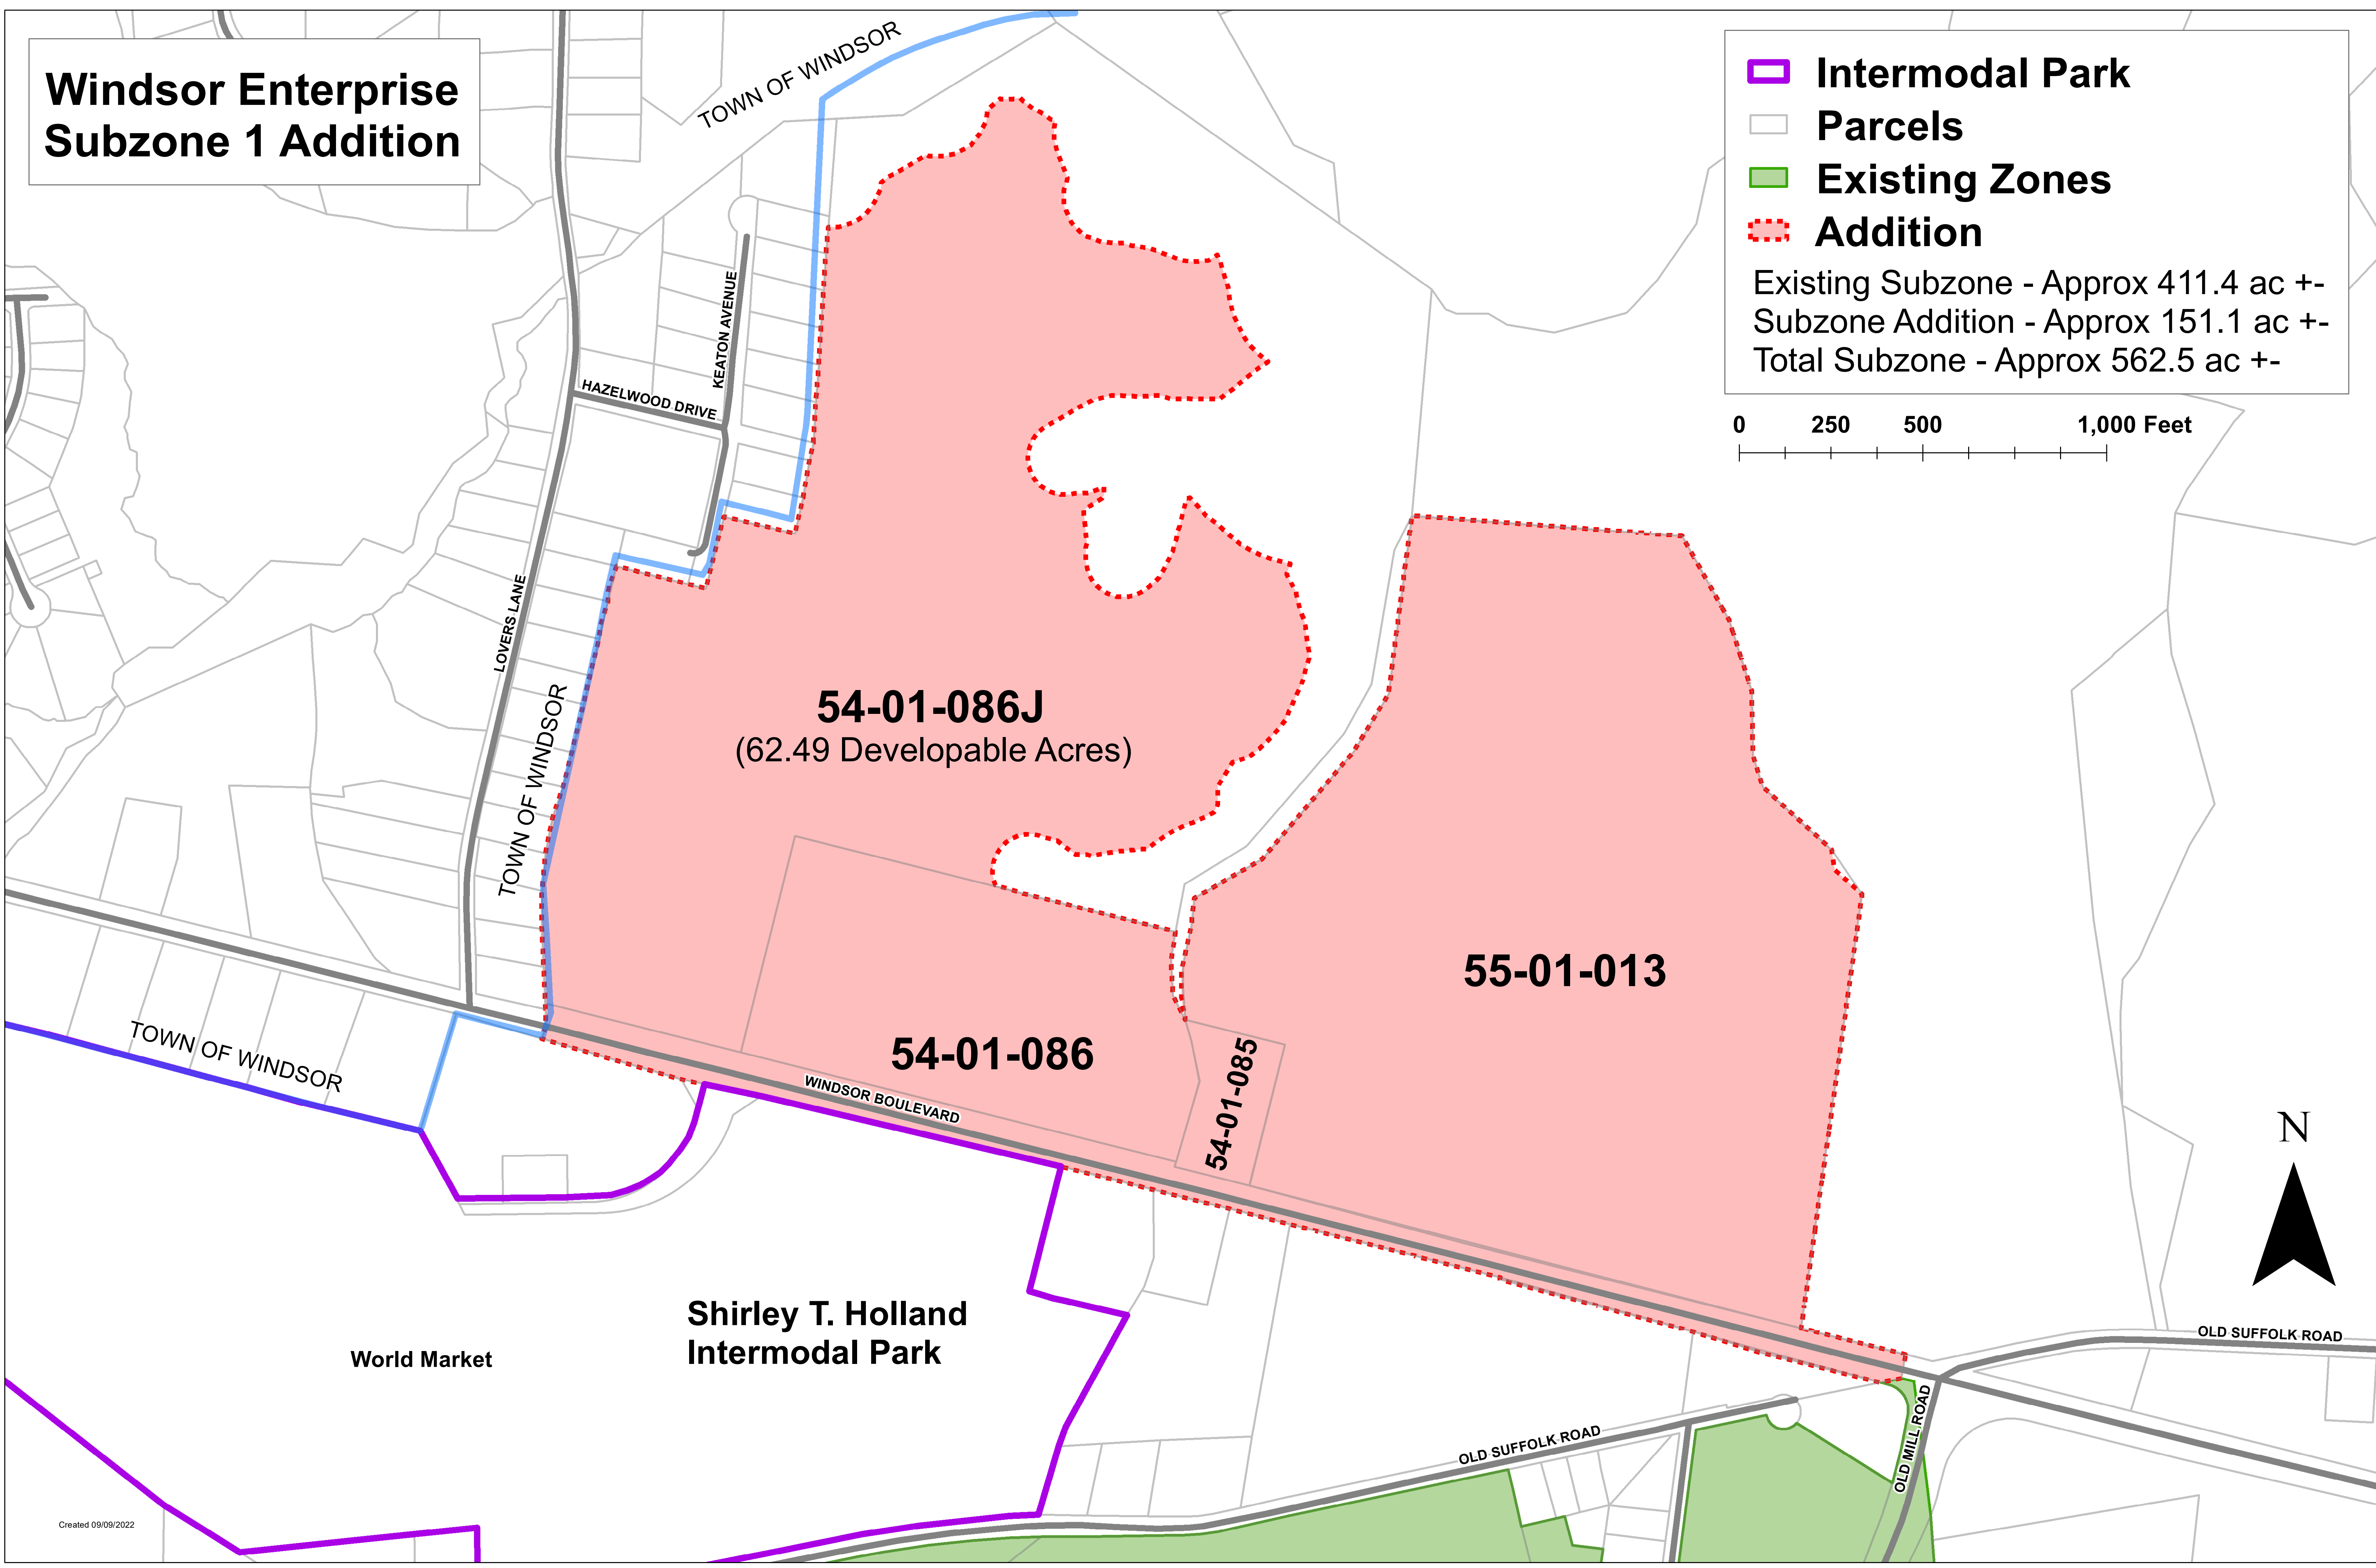 Windsor Enterprise
Subzone 1 Addition
TOWN OF WINDSOR
Intermodal Park
Parcels
Existing Zones
Addition
Existing Subzone - Approx 411.4 ac +-
Subzone Addition - Approx 151.1 ac +-
Total Subzone - Approx 562.5 ac +-
0 250 500 1,000 Feet
KEATON AVENUE
HAZELWOOD DRIVE
LOVERS LANE
TOWN OF WINDSOR
54-01-086J
(62.49 Developable Acres)
55-01-013
54-01-086
54-01-085
TOWN OF WINDSOR
WINDSOR BOULEVARD
N
Shirley T. Holland
Intermodal Park
World Market
OLD SUFFOLK ROAD
OLD SUFFOLK ROAD
OLD MILL ROAD
Created 09/09/2022